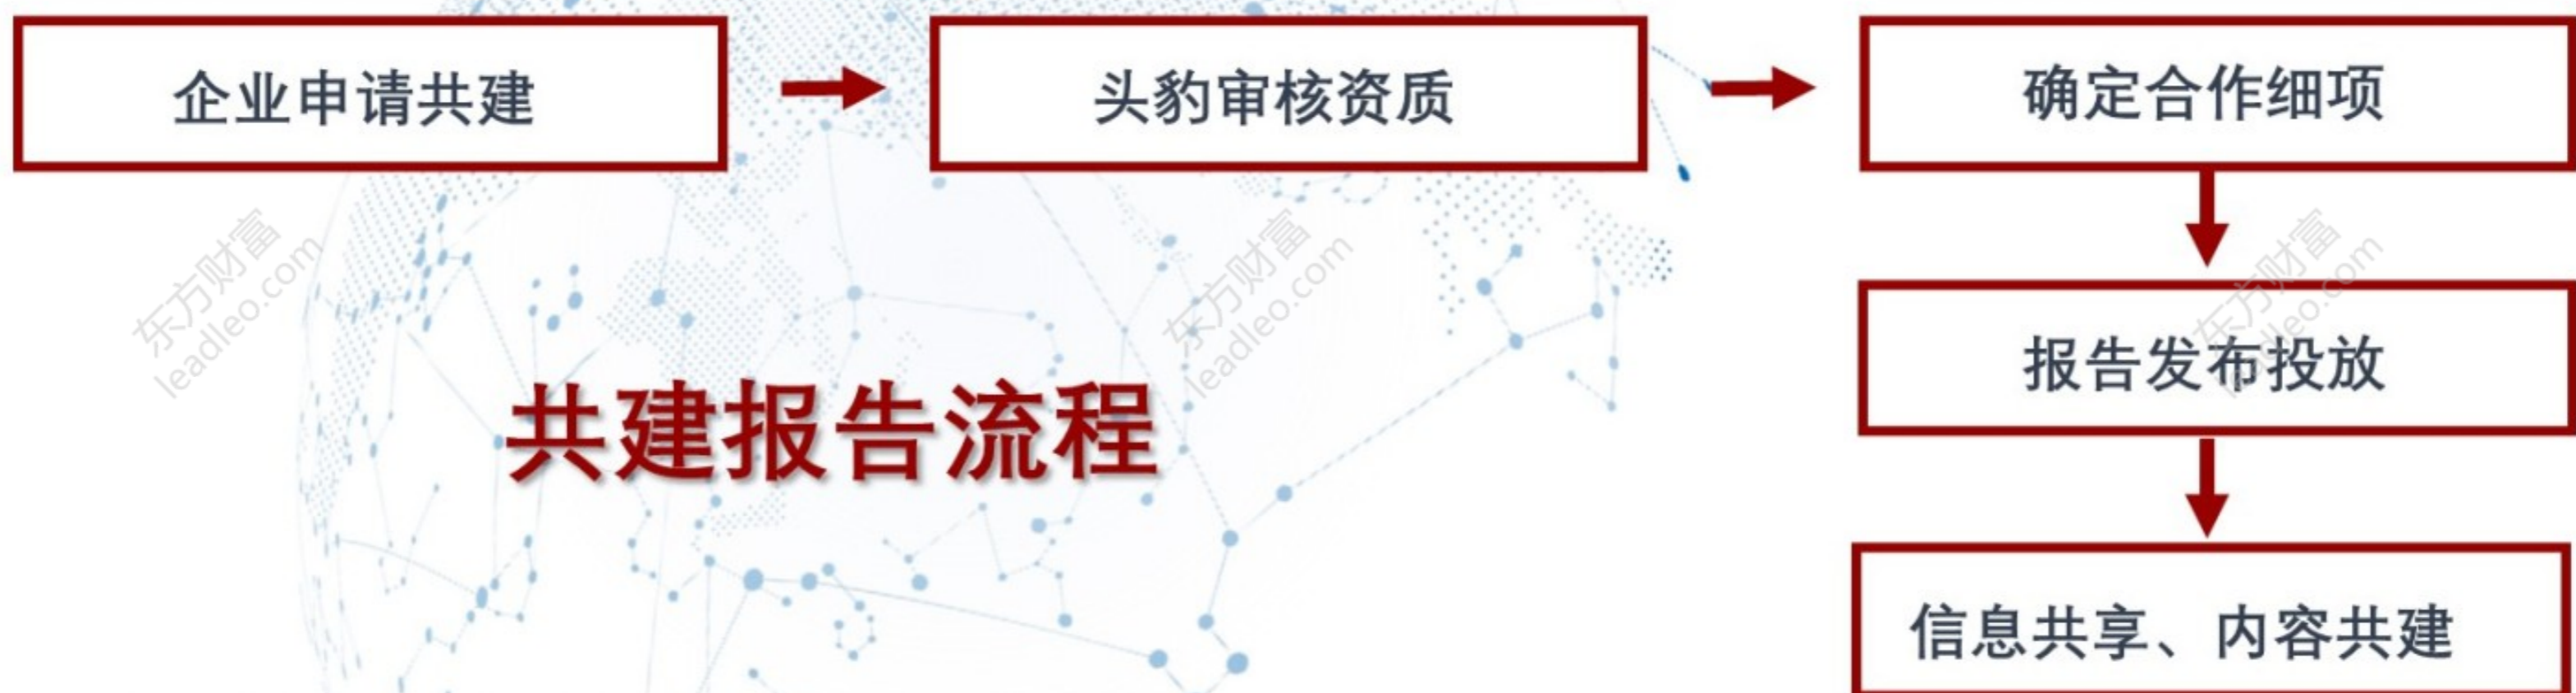 企业申请共建
头豹审核资质
确定合作细项
东方财富
leadleo.com
东方财富
leadleo.com
东方财富
leadleo.com
报告发布投放
共建报告流程
信息共享、内容共建